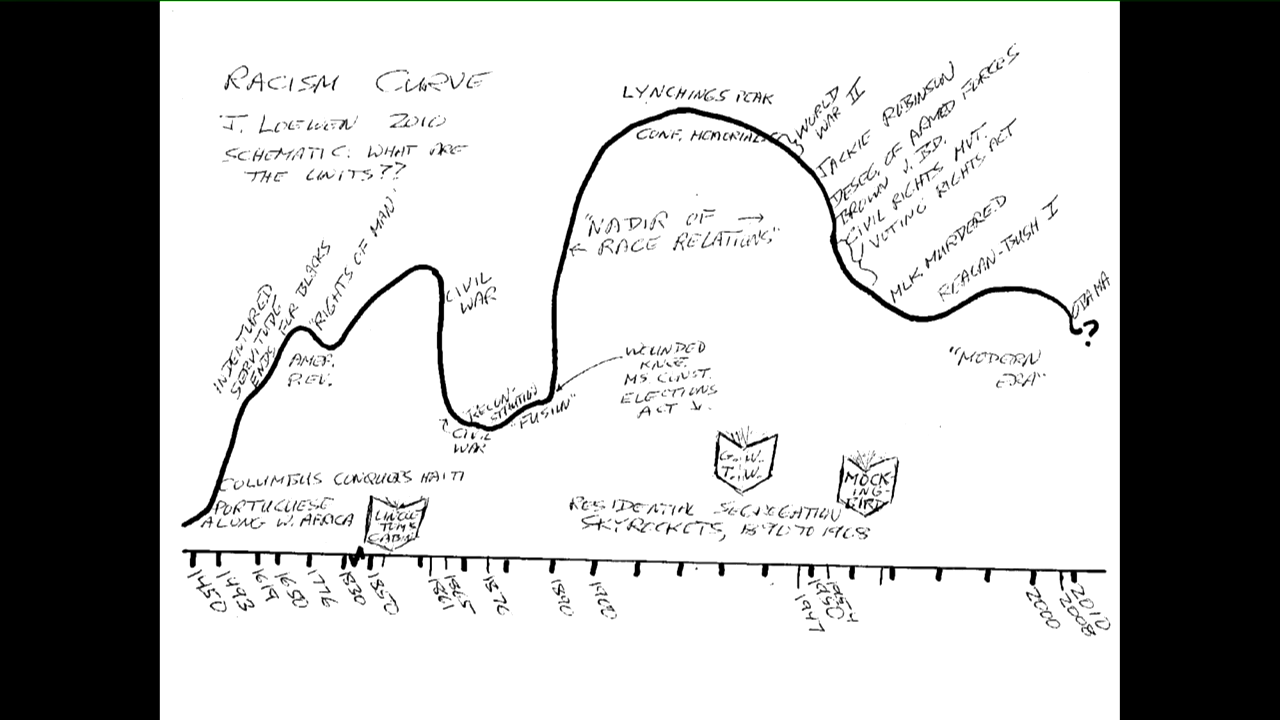 RACISM CURVE
J. LOEWEN 2010
SCHEMATIC: WHAT ARE
THE UNITS??
INDENTURED
SERVITUDE
ENDS FOR BLACKS
"RIGHTS OF MAN"
AMER.
REV.
CIVIL
WAR
LYNCHINGS PEAK
CONF. MEMORIALS
WORLD
WAR II
JACKIE ROBINSON
DESEG. OF ARMED FORCES
BROWN V. BD.
CIVIL RIGHTS MVT.
VOTING RIGHTS ACT
MLK MURDERED
REAGAN-BUSH I
OBAMA
?
"NADIR OF →
← RACE RELATIONS"
"MODERN
ERA"
WOUNDED
KNEE.
MS. CONST.
ELECTIONS
ACT ↘.
"RECON-
STRUCTION
"FUSION"
CIVIL
WAR
COLUMBUS CONQUERS HAITI
PORTUGUESE
ALONG W. AFRICA
UNCLE
TOM'S
CABIN
G..W..
T..W..
MOCK-
ING-
BIRD
RESIDENTIAL SEGREGATION
SKYROCKETS, 1890 TO 1968
1450
1493
1619
1680
1776
1830
1850
1861
1865
1876
1890
1900
1947
1950
1954
2000
2008
2010